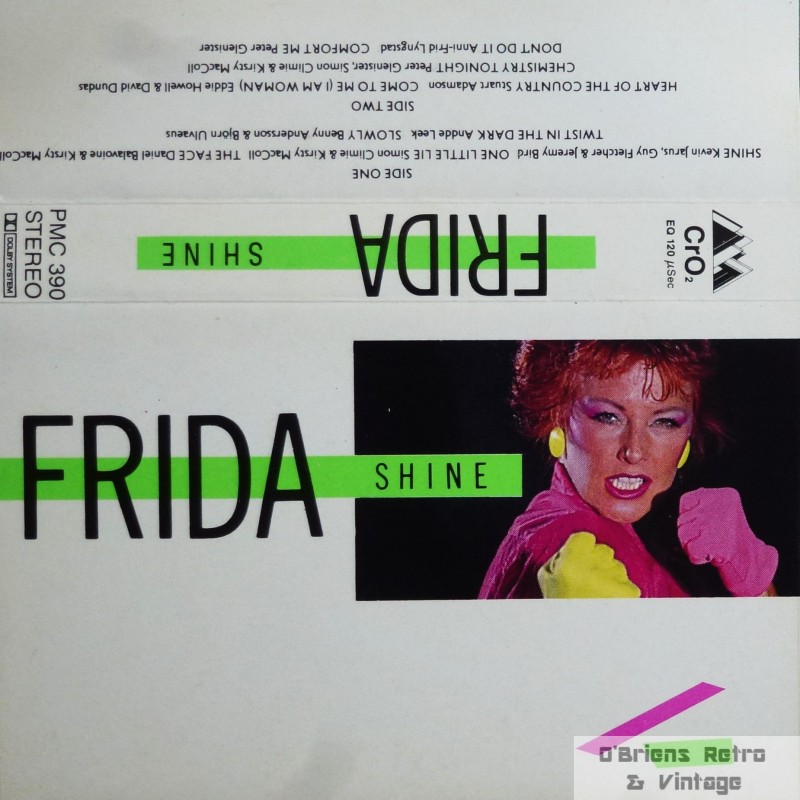 SIDE ONE
SHINE Kevin Jarus, Guy Fletcher & Jeremy Bird ONE LITTLE LIE Simon Climie & Kirsty MacColl THE FACE Daniel Balavoine & Kirsty MacColl
TWIST IN THE DARK Andde Leek SLOWLY Benny Andersson & Björn Ulvaeus
SIDE TWO
HEART OF THE COUNTRY Stuart Adamson COME TO ME (I AM WOMAN) Eddie Howell & David Dundas
CHEMISTRY TONIGHT Peter Glenister, Simon Climie & Kirsty MacColl
DON'T DO IT Anni-Frid Lyngstad COMFORT ME Peter Glenister
CrO2
EQ 120 µSec
FRIDA
SHINE
PMC 390
STEREO
DOLBY SYSTEM
FRIDA
SHINE
O'Briens Retro
& Vintage